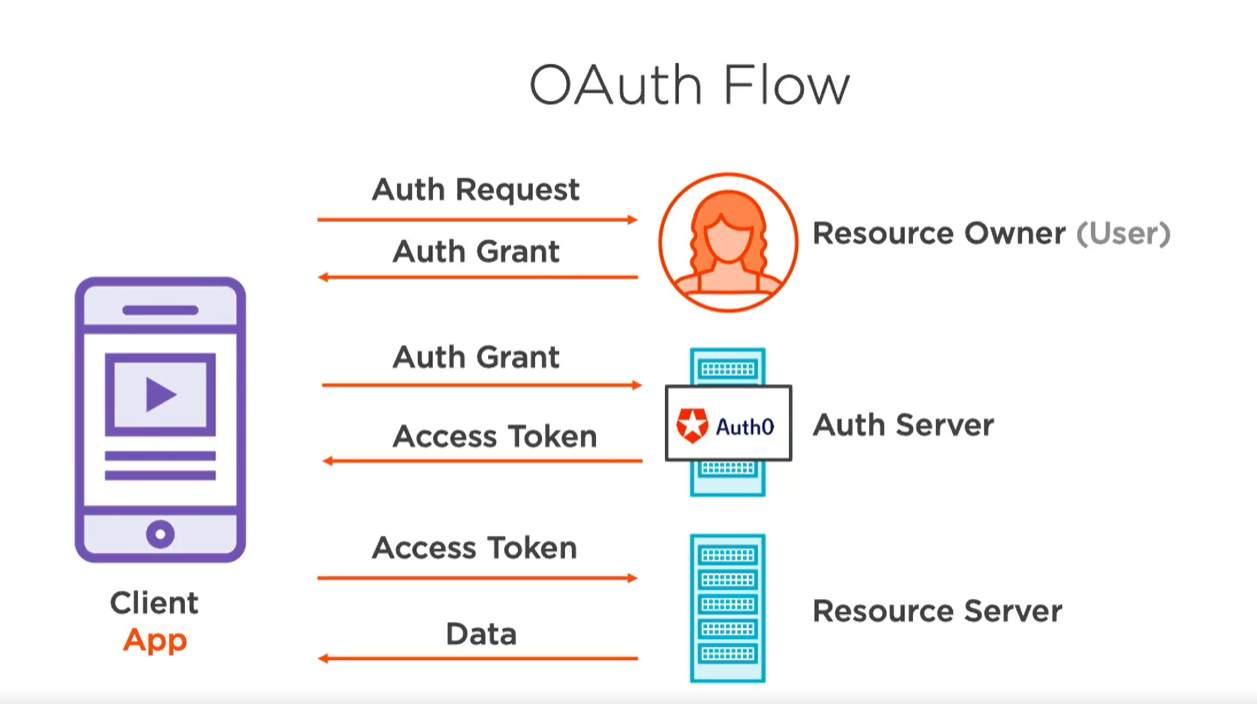 OAuth Flow
Auth Request
Auth Grant
Resource Owner (User)
Auth Grant
Access Token
Auth0
Auth Server
Access Token
Data
Resource Server
Client
App